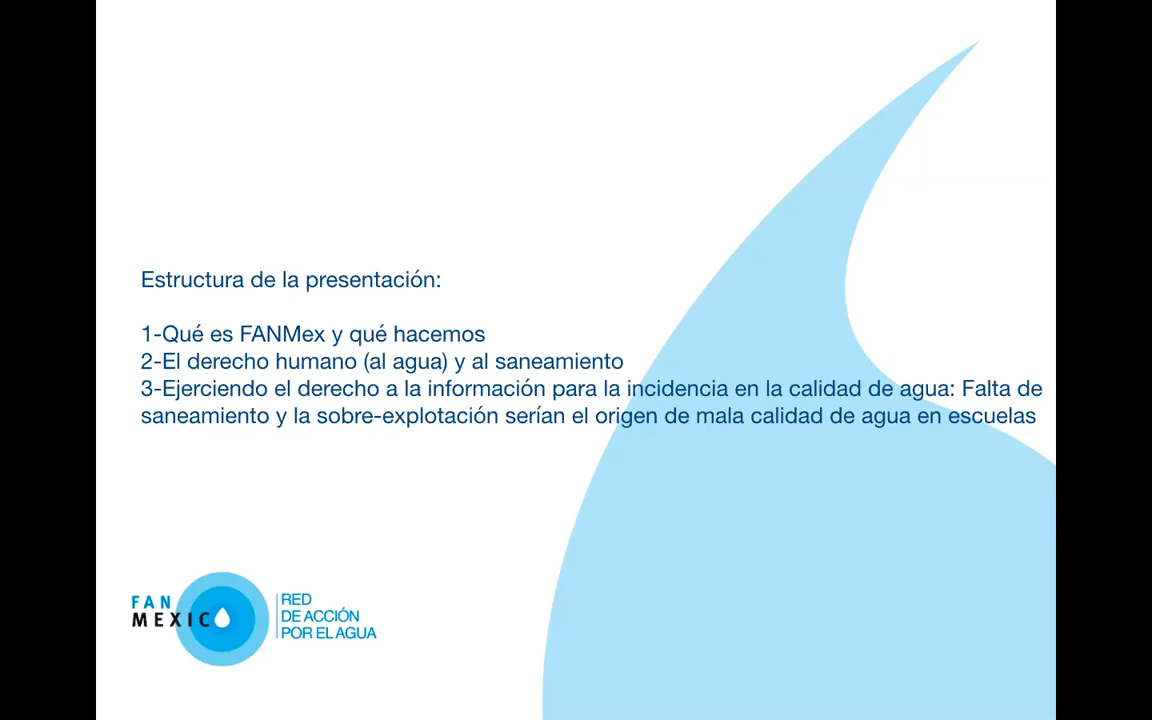 Estructura de la presentación:
1-Qué es FANMex y qué hacemos
2-El derecho humano (al agua) y al saneamiento
3-Ejerciendo el derecho a la información para la incidencia en la calidad de agua: Falta de
saneamiento y la sobre-explotación serían el origen de mala calidad de agua en escuelas
FAN
MEXICO
RED
DE ACCIÓN
POR EL AGUA